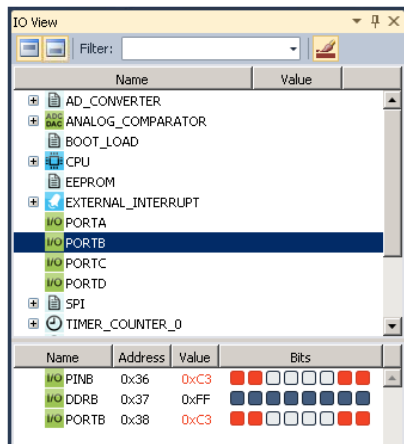 IO View
Filter:
Name Value
AD_CONVERTER
ADC DAC ANALOG_COMPARATOR
BOOT_LOAD
CPU
EEPROM
EXTERNAL_INTERRUPT
I/O PORTA
I/O PORTB
I/O PORTC
I/O PORTD
SPI
TIMER_COUNTER_0
Name Address Value Bits
I/O PINB 0x36 0xC3
I/O DDRB 0x37 0xFF
I/O PORTB 0x38 0xC3